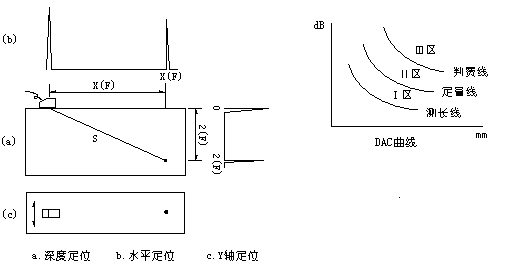 (b)
X(F)
X(F)
(a)
S
2(F)
0
2(F)
(c)
a.深度定位 b.水平定位 c.Y轴定位
dB
III区
II区
I区
判废线
定量线
测长线
mm
DAC曲线